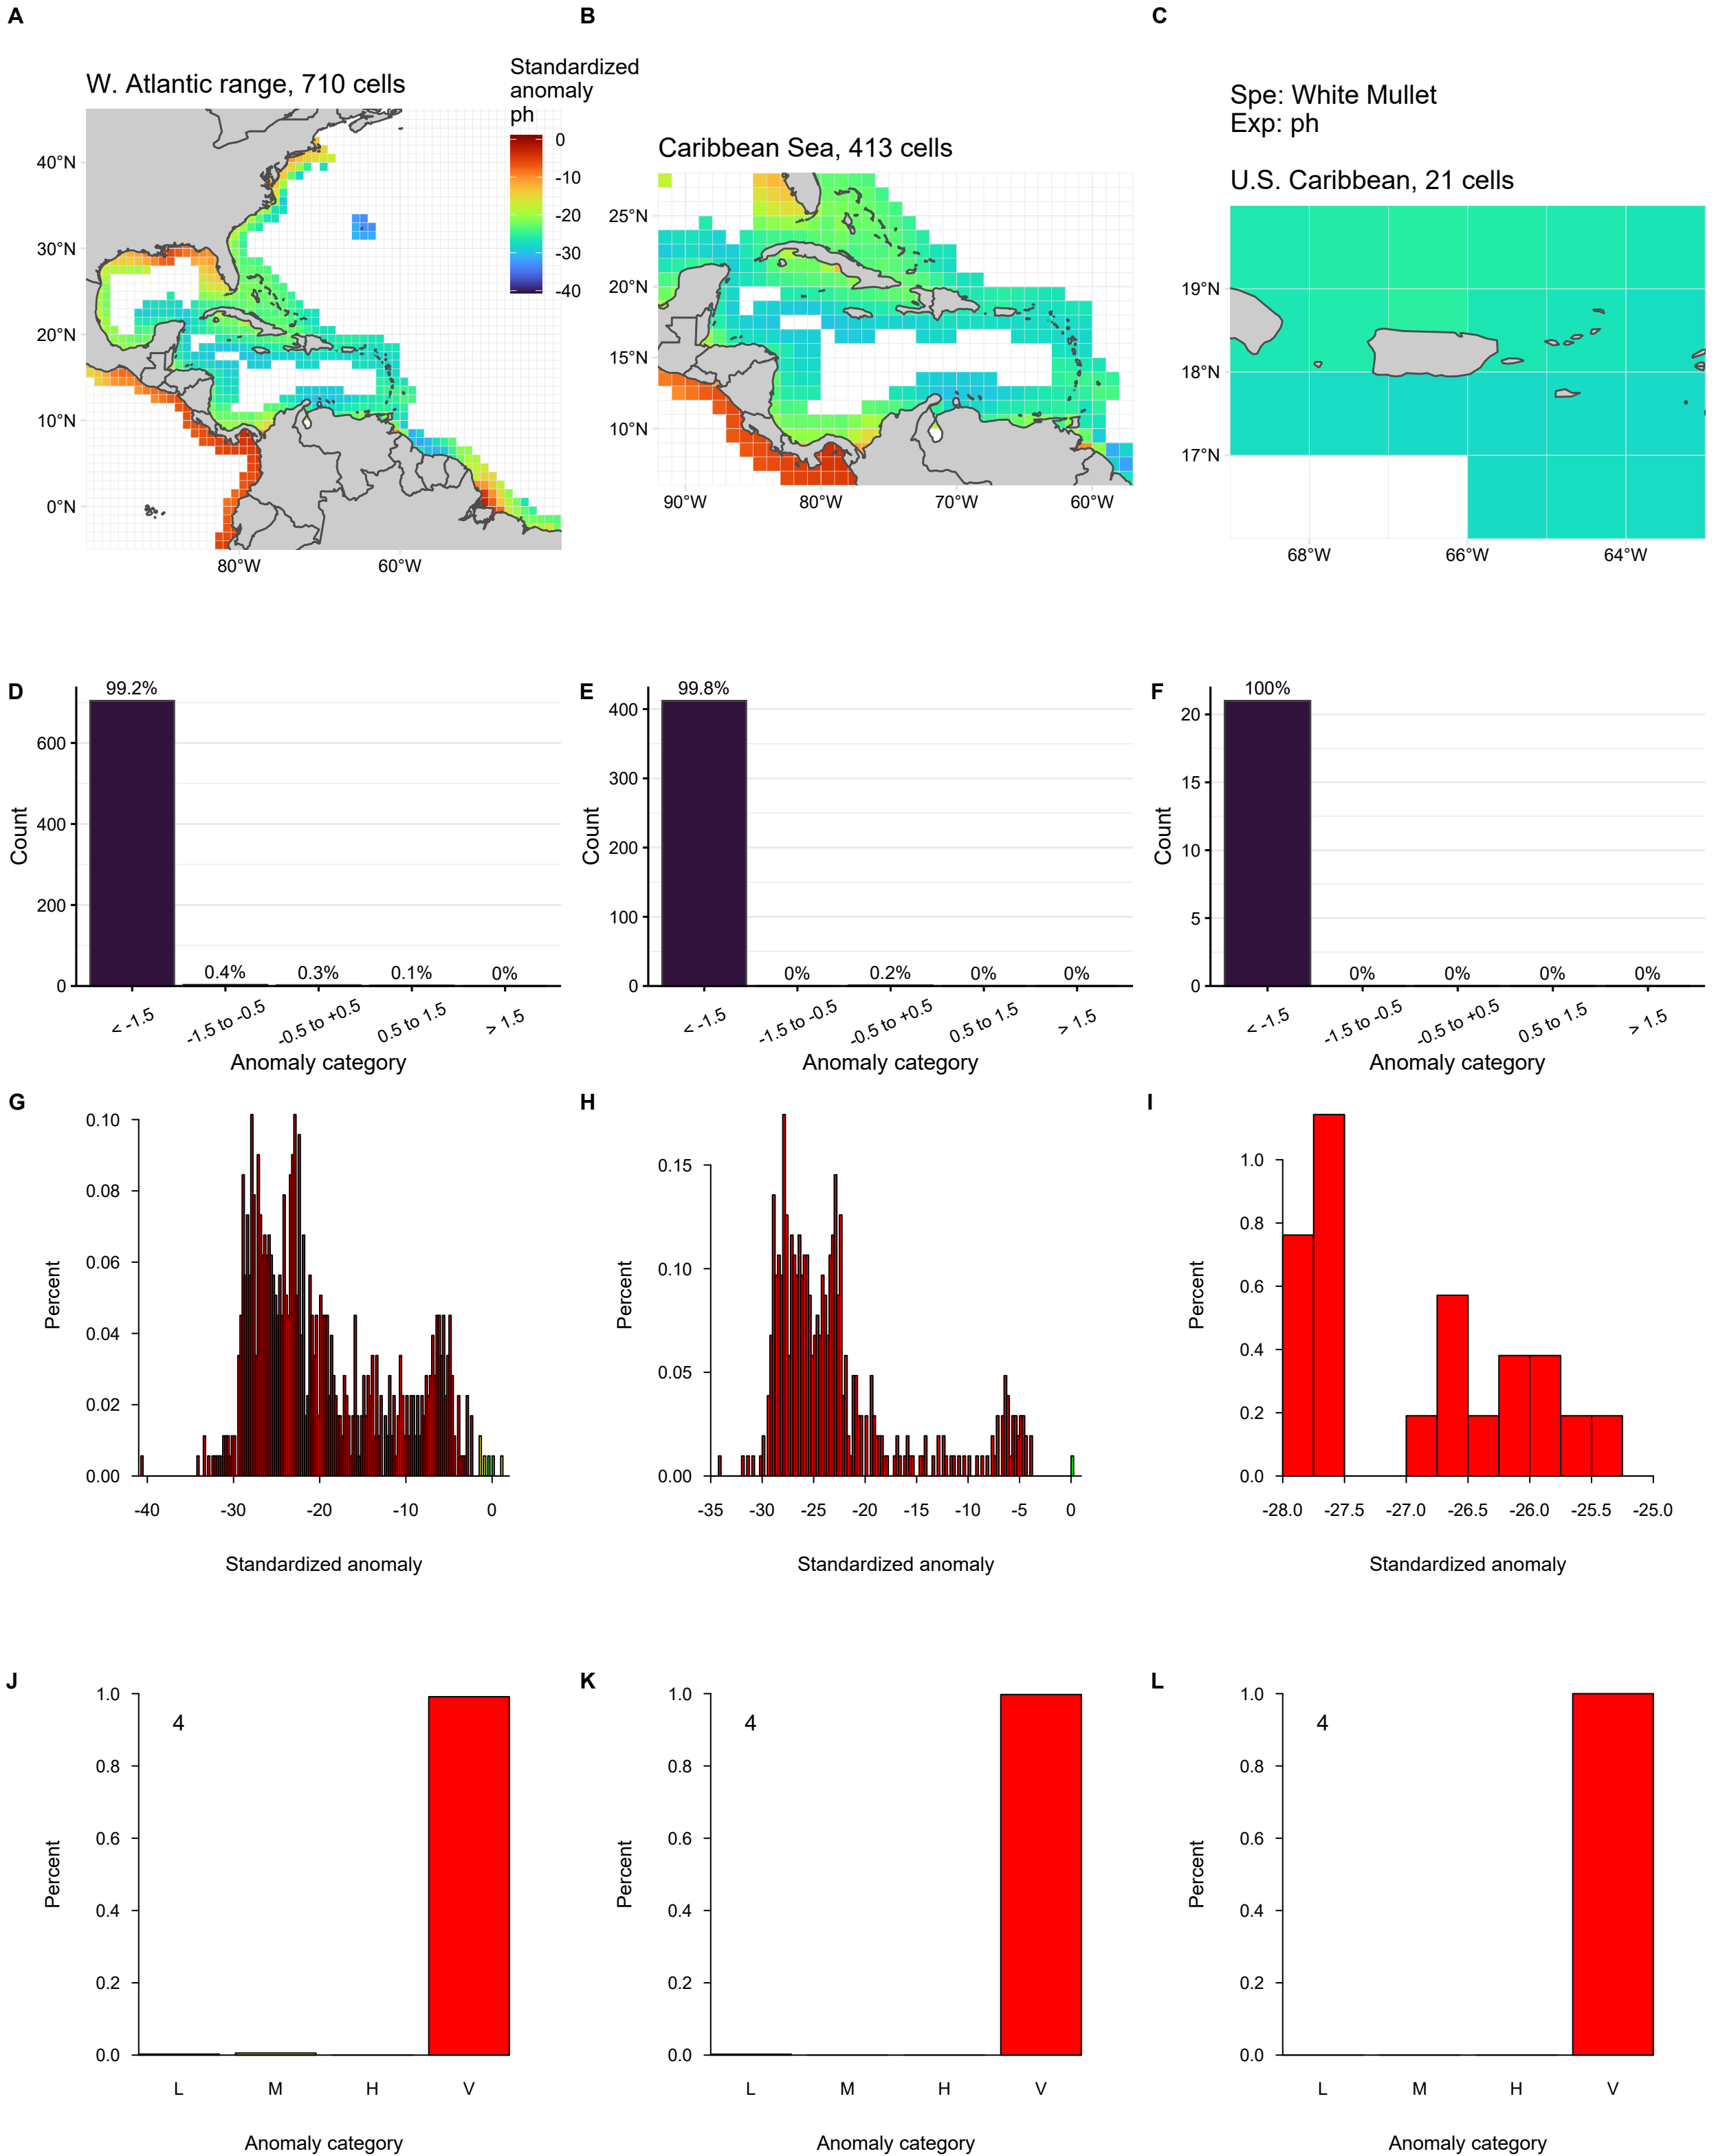 A
B
C
W. Atlantic range, 710 cells
Standardized
anomaly
ph
0
-10
-20
-30
-40
40°N
30°N
20°N
10°N
0°N
80°W
60°W
Caribbean Sea, 413 cells
25°N
20°N
15°N
10°N
90°W
80°W
70°W
60°W
Spe: White Mullet
Exp: ph
U.S. Caribbean, 21 cells
19°N
18°N
17°N
68°W
66°W
64°W
D
99.2%
0.4%
0.3%
0.1%
0%
600
400
200
0
Count
< -1.5
-1.5 to -0.5
-0.5 to +0.5
0.5 to 1.5
> 1.5
Anomaly category
E
99.8%
0%
0.2%
0%
0%
400
300
200
100
0
Count
< -1.5
-1.5 to -0.5
-0.5 to +0.5
0.5 to 1.5
> 1.5
Anomaly category
F
100%
0%
0%
0%
0%
20
15
10
5
0
Count
< -1.5
-1.5 to -0.5
-0.5 to +0.5
0.5 to 1.5
> 1.5
Anomaly category
G
0.10
0.08
0.06
0.04
0.02
0.00
Percent
-40
-30
-20
-10
0
Standardized anomaly
H
0.15
0.10
0.05
0.00
Percent
-35
-30
-25
-20
-15
-10
-5
0
Standardized anomaly
I
1.0
0.8
0.6
0.4
0.2
0.0
Percent
-28.0
-27.5
-27.0
-26.5
-26.0
-25.5
-25.0
Standardized anomaly
J
4
1.0
0.8
0.6
0.4
0.2
0.0
Percent
L
M
H
V
Anomaly category
K
4
1.0
0.8
0.6
0.4
0.2
0.0
Percent
L
M
H
V
Anomaly category
L
4
1.0
0.8
0.6
0.4
0.2
0.0
Percent
L
M
H
V
Anomaly category